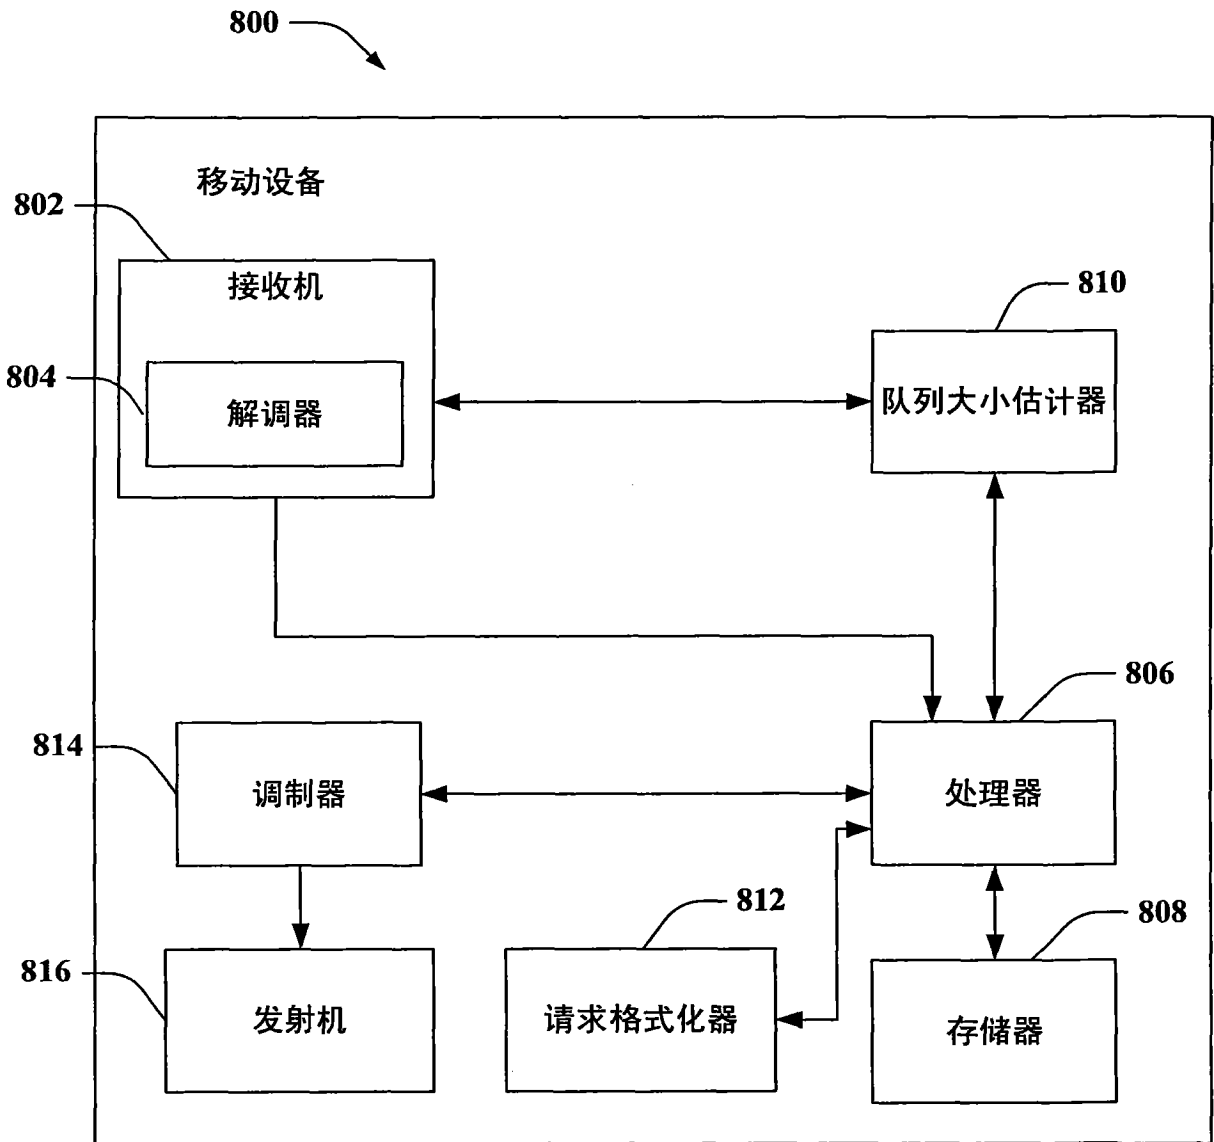 800
移动设备
802
接收机
810
804
解调器
队列大小估计器
806
814
调制器
处理器
812
808
816
发射机
请求格式化器
存储器